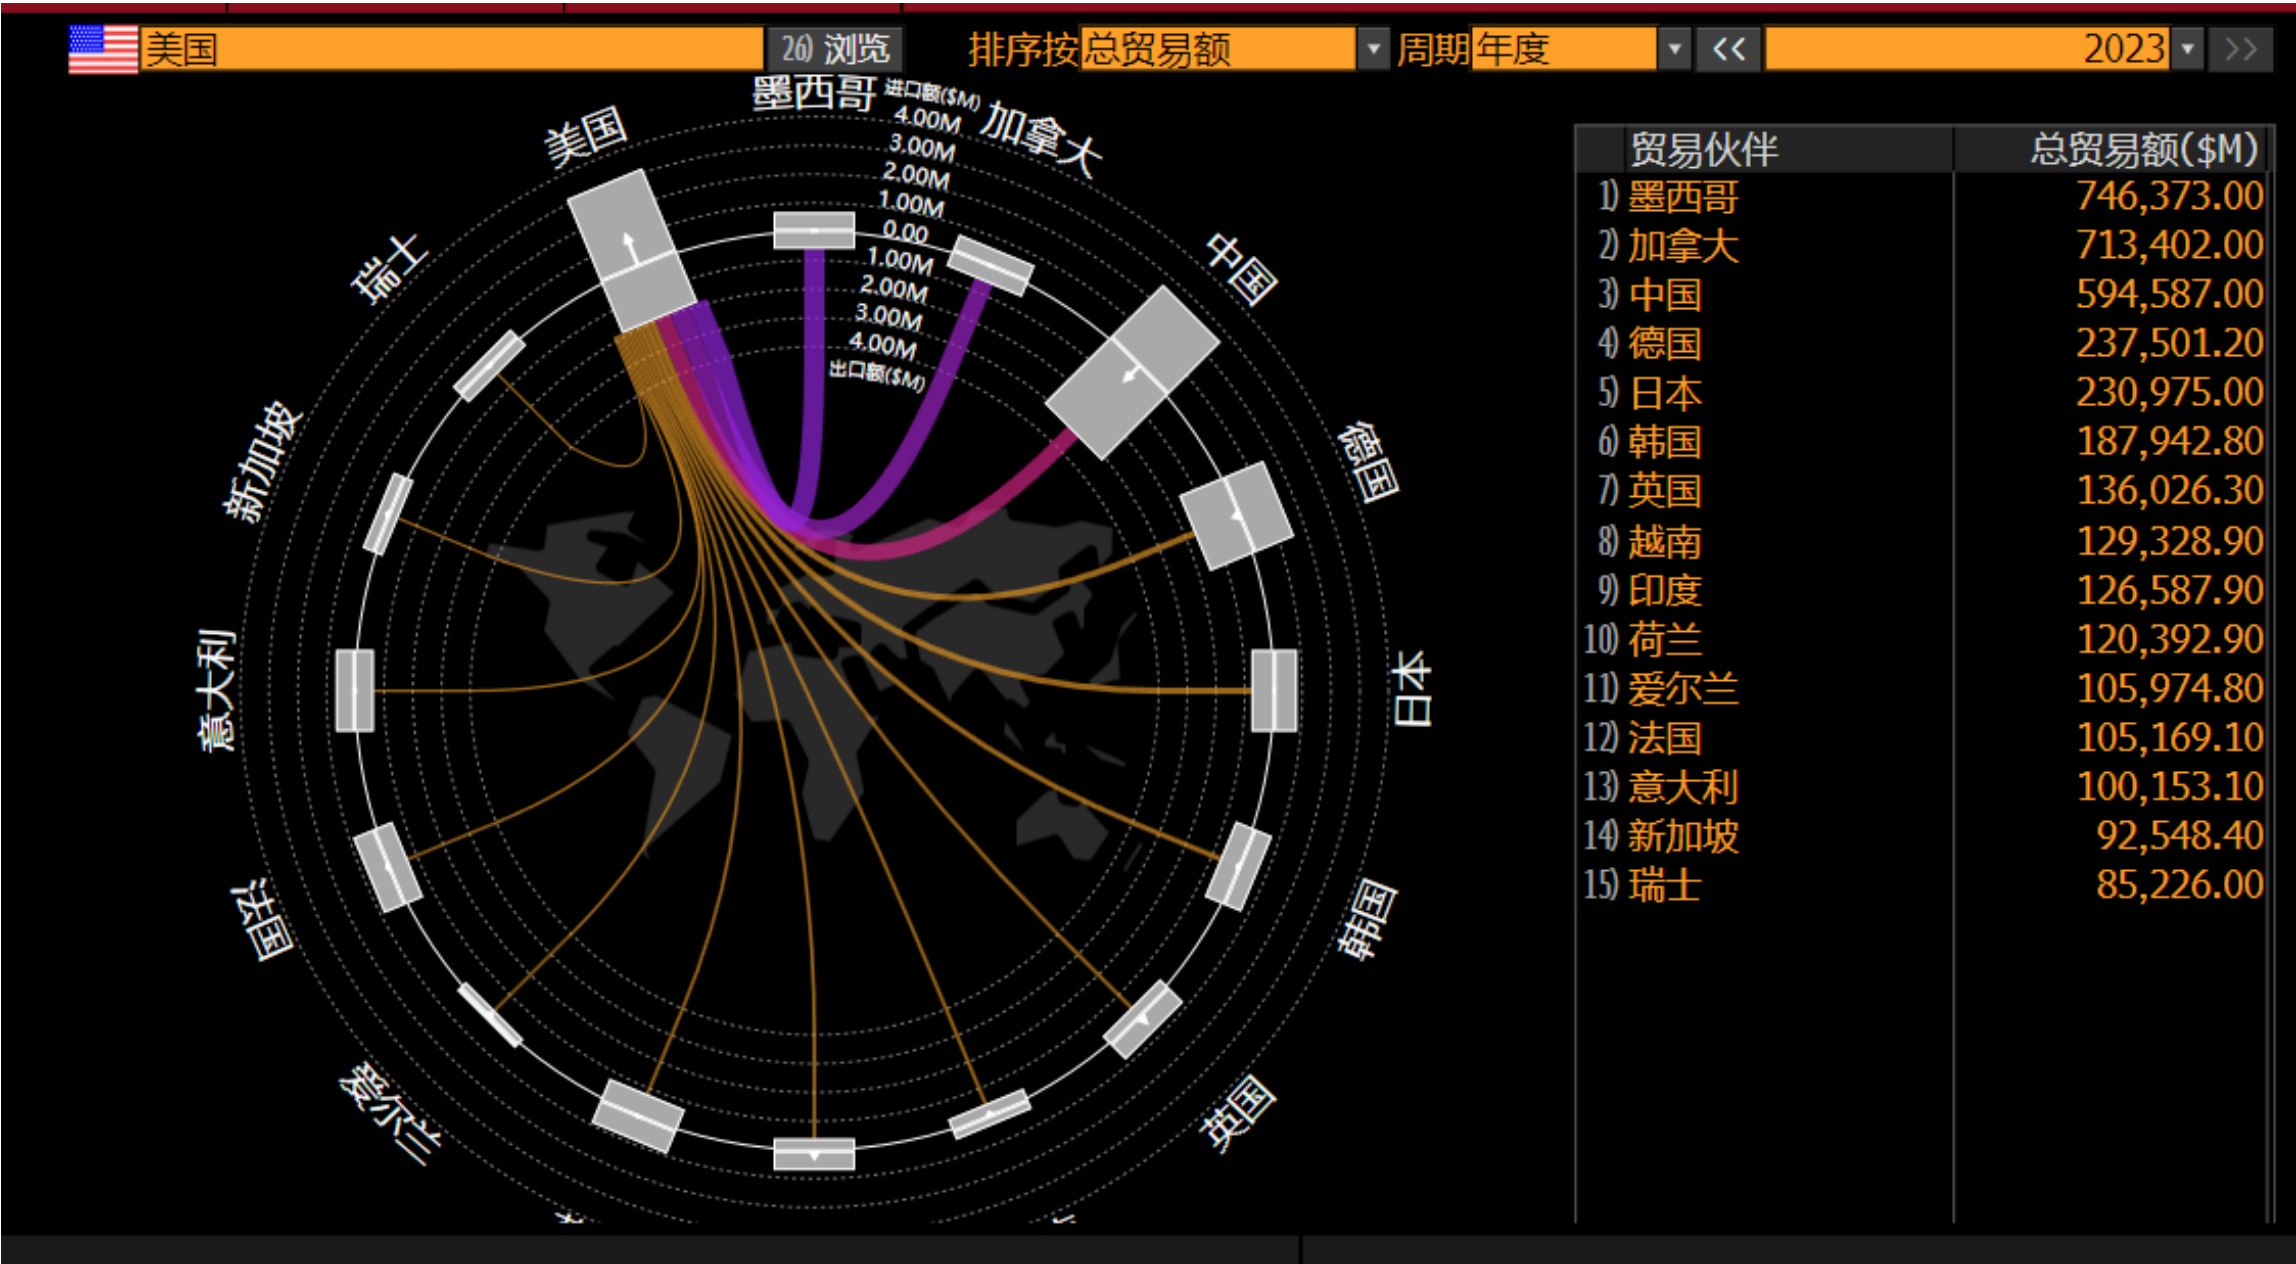 美国 26) 浏览 排序按 总贸易额 周期 年度 << 2023 >>
墨西哥
加拿大
中国
德国
日本
韩国
英国
爱尔兰
法国
意大利
新加坡
瑞士
美国
进口额($M)
4.00M
3.00M
2.00M
1.00M
0.00
1.00M
2.00M
3.00M
4.00M
出口额($M)
贸易伙伴 总贸易额($M)
1) 墨西哥 746,373.00
2) 加拿大 713,402.00
3) 中国 594,587.00
4) 德国 237,501.20
5) 日本 230,975.00
6) 韩国 187,942.80
7) 英国 136,026.30
8) 越南 129,328.90
9) 印度 126,587.90
10) 荷兰 120,392.90
11) 爱尔兰 105,974.80
12) 法国 105,169.10
13) 意大利 100,153.10
14) 新加坡 92,548.40
15) 瑞士 85,226.00